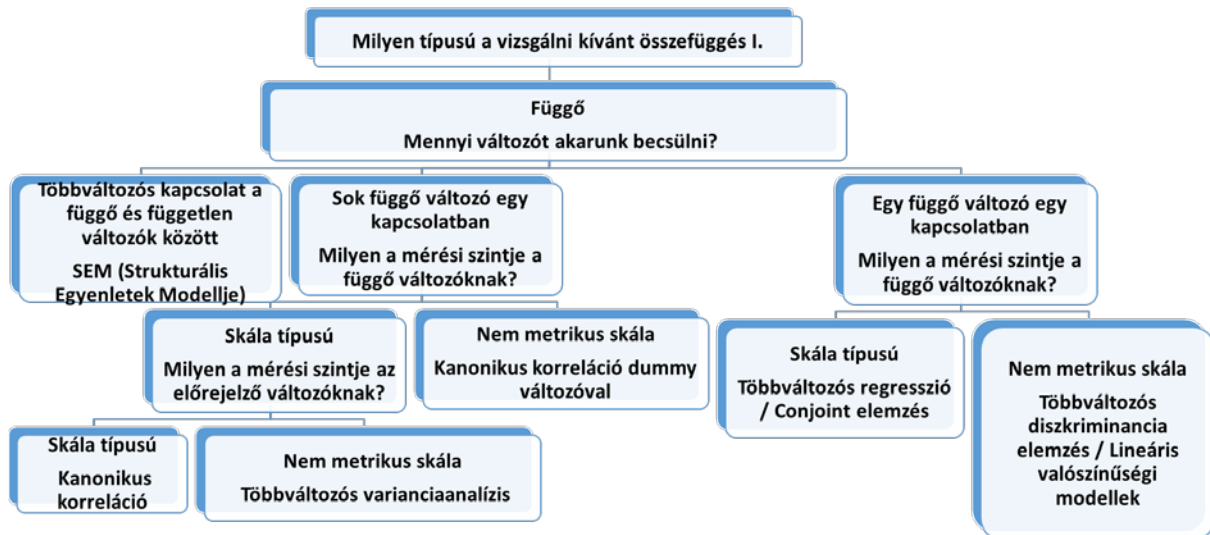 Milyen típusú a vizsgálni kívánt összefüggés I.
Függő
Mennyi változót akarunk becsülni?
Többváltozós kapcsolat a
függő és független
változók között
SEM (Strukturális
Egyenletek Modellje)
Sok függő változó egy
kapcsolatban
Milyen a mérési szintje a
függő változóknak?
Egy függő változó egy
kapcsolatban
Milyen a mérési szintje a
függő változóknak?
Skála típusú
Milyen a mérési szintje az
előrejelző változóknak?
Nem metrikus skála
Kanonikus korreláció dummy
változóval
Skála típusú
Többváltozós regresszió
/ Conjoint elemzés
Nem metrikus skála
Többváltozós
diszkriminancia
elemzés / Lineáris
valószínűségi
modellek
Skála típusú
Kanonikus
korreláció
Nem metrikus skála
Többváltozós varianciaanalízis